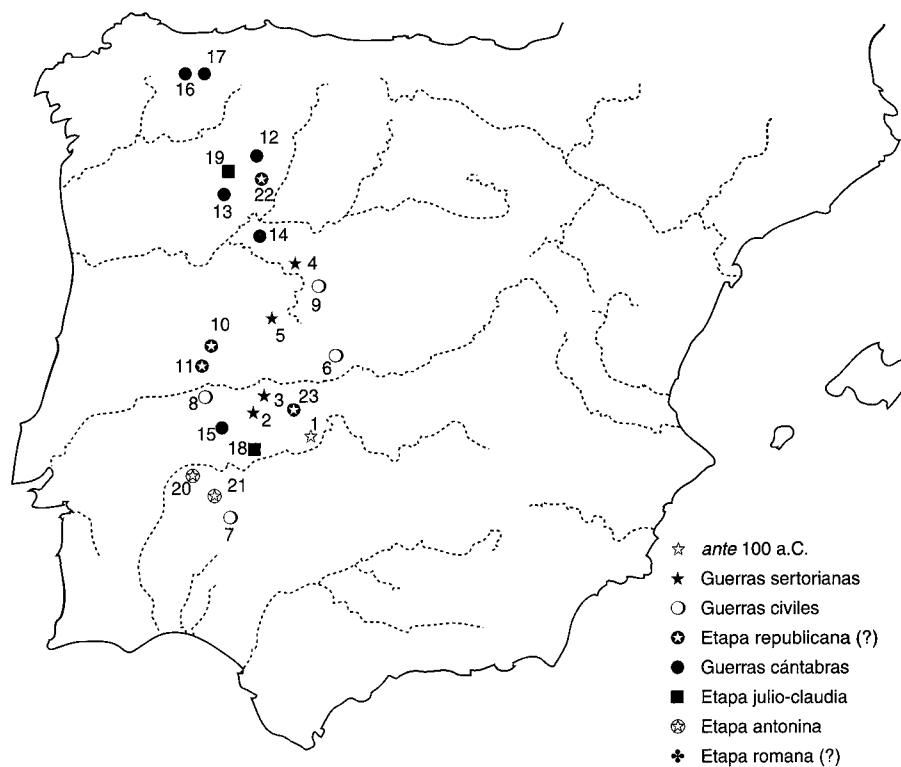 17
16
12
19
22
13
14
4
9
5
10
6
11
3
23
8
2
1
15
18
20
21
7
ante 100 a.C.
Guerras sertorianas
Guerras civiles
Etapa republicana (?)
Guerras cántabras
Etapa julio-claudia
Etapa antonina
Etapa romana (?)